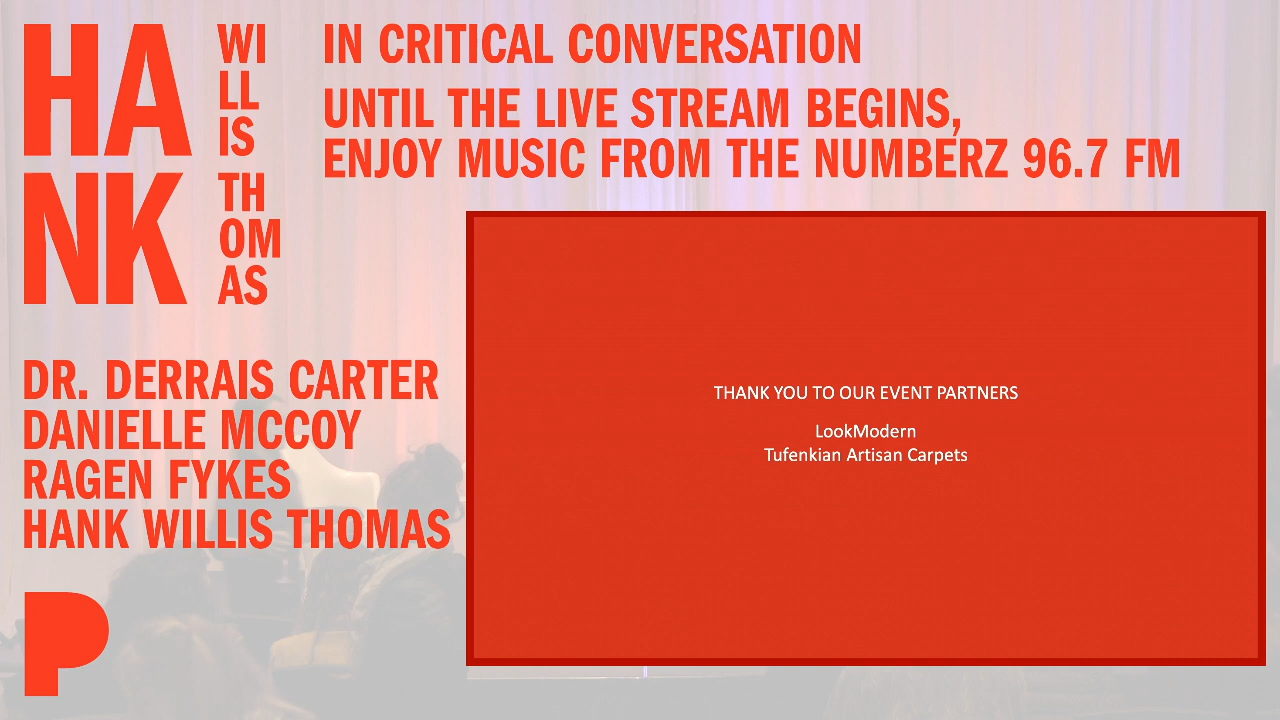 HA
NK
WI
LL
IS
TH
OM
AS
IN CRITICAL CONVERSATION
UNTIL THE LIVE STREAM BEGINS,
ENJOY MUSIC FROM THE NUMBERZ 96.7 FM
DR. DERRAIS CARTER
DANIELLE MCCOY
RAGEN FYKES
HANK WILLIS THOMAS
THANK YOU TO OUR EVENT PARTNERS
LookModern
Tufenkian Artisan Carpets
P